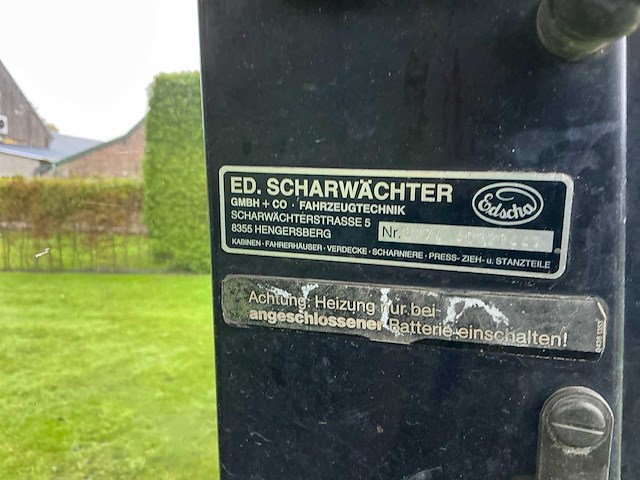 ED. SCHARWÄCHTER
GMBH + CO · FAHRZEUGTECHNIK
SCHARWÄCHTERSTRASSE 5
8355 HENGERSBERG
Edscha
Nr.
KABINEN · FAHRERHÄUSER · VERDECKE · SCHARNIERE · PRESS- ZIEH- u. STANZTEILE
Achtung: Heizung nur bei
angeschlossener Batterie einschalten!